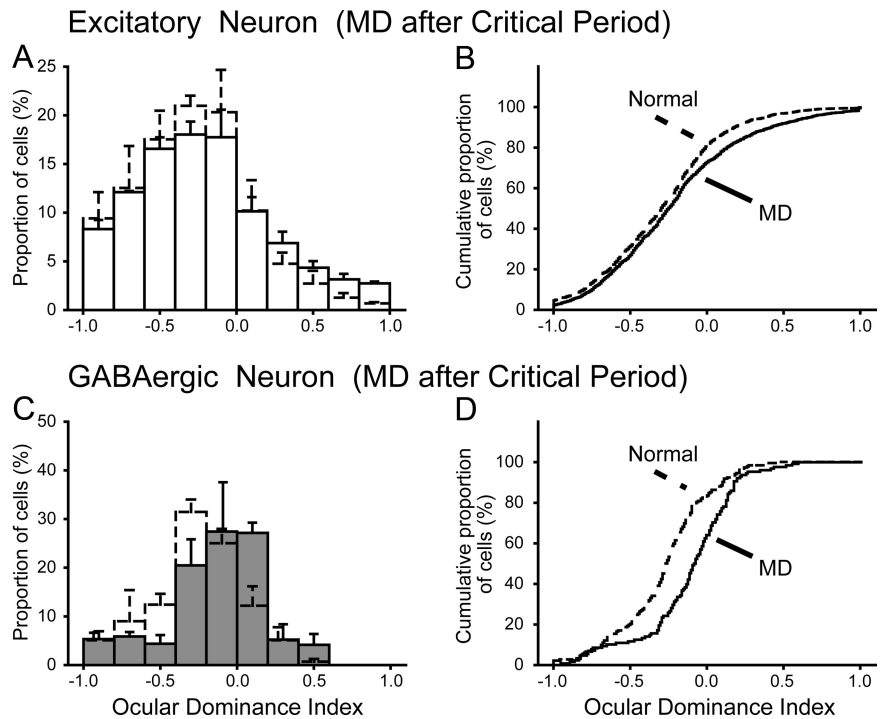 Excitatory Neuron (MD after Critical Period)
A
25
20
15
10
5
0
Proportion of cells (%)
-1.0 -0.5 0.0 0.5 1.0
B
100
80
60
40
20
0
Cumulative proportion
of cells (%)
Normal
MD
-1.0 -0.5 0.0 0.5 1.0
GABAergic Neuron (MD after Critical Period)
C
50
40
30
20
10
0
Proportion of cells (%)
-1.0 -0.5 0.0 0.5 1.0
Ocular Dominance Index
D
100
80
60
40
20
0
Cumulative proportion
of cells (%)
Normal
MD
-1.0 -0.5 0.0 0.5 1.0
Ocular Dominance Index